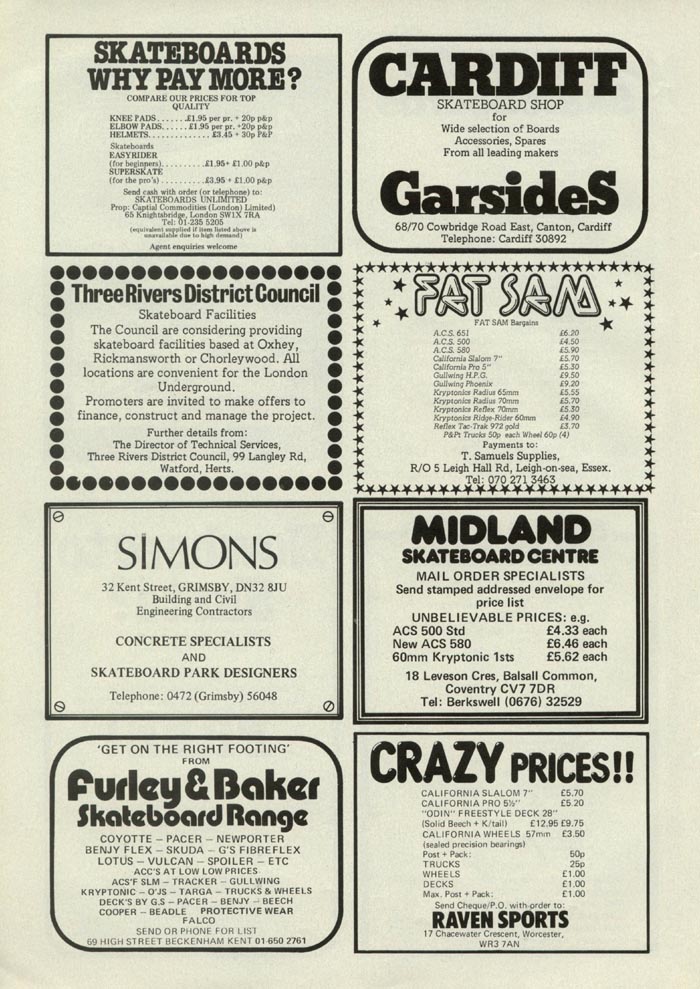 SKATEBOARDS
WHY PAY MORE?
COMPARE OUR PRICES FOR TOP
QUALITY
KNEE PADS......£1.95 per pr. + 20p p&p
ELBOW PADS......£1.95 per pr. +20p p&p
HELMETS..............£3.45 + 30p P&P
Skateboards
EASYRIDER
(for beginners)..........£1.95+ £1.00 p&p
SUPERSKATE
(for the pro's)..........£3.95 + £1.00 p&p
Send cash with order (or telephone) to:
SKATEBOARDS UNLIMITED
Prop: Captial Commodities (London) Limited)
65 Knightsbridge, London SW1X 7RA
Tel: 01-235 5205
(equivalent supplied if item listed above is
unavailable due to high demand)
Agent enquiries welcome
CARDIFF
SKATEBOARD SHOP
for
Wide selection of Boards
Accessories, Spares
From all leading makers
GarsideS
68/70 Cowbridge Road East, Canton, Cardiff
Telephone: Cardiff 30892
Three Rivers District Council
Skateboard Facilities
The Council are considering providing
skateboard facilities based at Oxhey,
Rickmansworth or Chorleywood. All
locations are convenient for the London
Underground.
Promoters are invited to make offers to
finance, construct and manage the project.
Further details from:
The Director of Technical Services,
Three Rivers District Council, 99 Langley Rd,
Watford, Herts.
FAT SAM
FAT SAM Bargains
A.C.S. 651 £6.20
A.C.S. 500 £4.50
A.C.S. 580 £5.90
California Slalom 7" £5.70
California Pro 5" £5.30
Gullwing H.P.G. £9.50
Gullwing Phoenix £9.20
Kryptonics Radius 65mm £5.55
Kryptonics Radius 70mm £5.70
Kryptonics Reflex 70mm £5.30
Kryptonics Ridge-Rider 60mm £4.90
Reflex Tac-Trak 972 gold £3.70
P&Pt Trucks 50p each Wheel 60p (4)
Payments to:
T. Samuels Supplies,
R/O 5 Leigh Hall Rd, Leigh-on-sea, Essex.
Tel: 070 271 3463
SIMONS
32 Kent Street, GRIMSBY, DN32 8JU
Building and Civil
Engineering Contractors
CONCRETE SPECIALISTS
AND
SKATEBOARD PARK DESIGNERS
Telephone: 0472 (Grimsby) 56048
MIDLAND
SKATEBOARD CENTRE
MAIL ORDER SPECIALISTS
Send stamped addressed envelope for
price list
UNBELIEVABLE PRICES: e.g.
ACS 500 Std £4.33 each
New ACS 580 £6.46 each
60mm Kryptonic 1sts £5.62 each
18 Leveson Cres, Balsall Common,
Coventry CV7 7DR
Tel: Berkswell (0676) 32529
'GET ON THE RIGHT FOOTING'
FROM
Furley & Baker
Skateboard Range
COYOTTE – PACER – NEWPORTER
BENJY FLEX – SKUDA – G'S FIBREFLEX
LOTUS – VULCAN – SPOILER – ETC
ACC'S AT LOW LOW PRICES
ACS'F SLM – TRACKER – GULLWING
KRYPTONIC – O'JS – TARGA – TRUCKS & WHEELS
DECK'S BY G.S – PACER – BENJY – BEECH
COOPER – BEADLE PROTECTIVE WEAR
FALCO
SEND OR PHONE FOR LIST
69 HIGH STREET BECKENHAM KENT 01-650 2761
CRAZY PRICES!!
CALIFORNIA SLALOM 7" £5.70
CALIFORNIA PRO 5½" £5.20
"ODIN" FREESTYLE DECK 28"
(Solid Beech + K/tail) £12.95 £9.75
CALIFORNIA WHEELS 57mm £3.50
(sealed precision bearings)
Post + Pack: 50p
TRUCKS 25p
WHEELS £1.00
DECKS £1.00
Max. Post + Pack: £1.00
Send Cheque/P.O. with order to:
RAVEN SPORTS
17 Chacewater Crescent, Worcester,
WR3 7AN